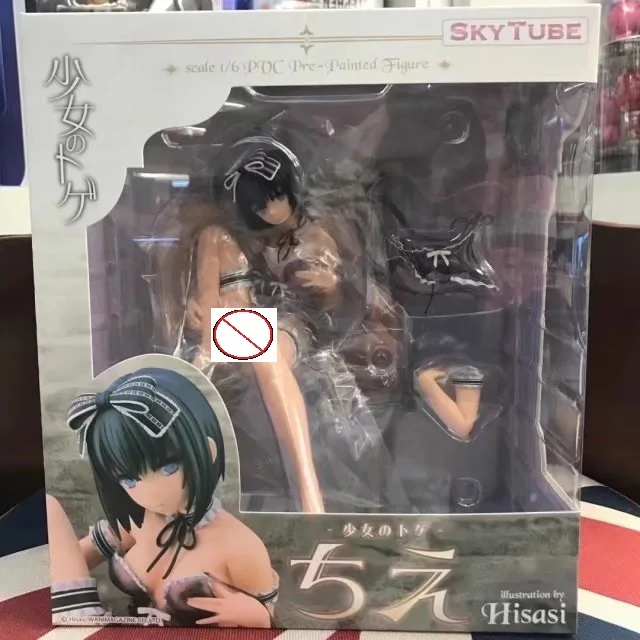 SKYTUBE
scale 1/6 PVC Pre-Painted Figure
少女のトゲ
- 少女のトゲ -
ちえ
illustration by
Hisasi